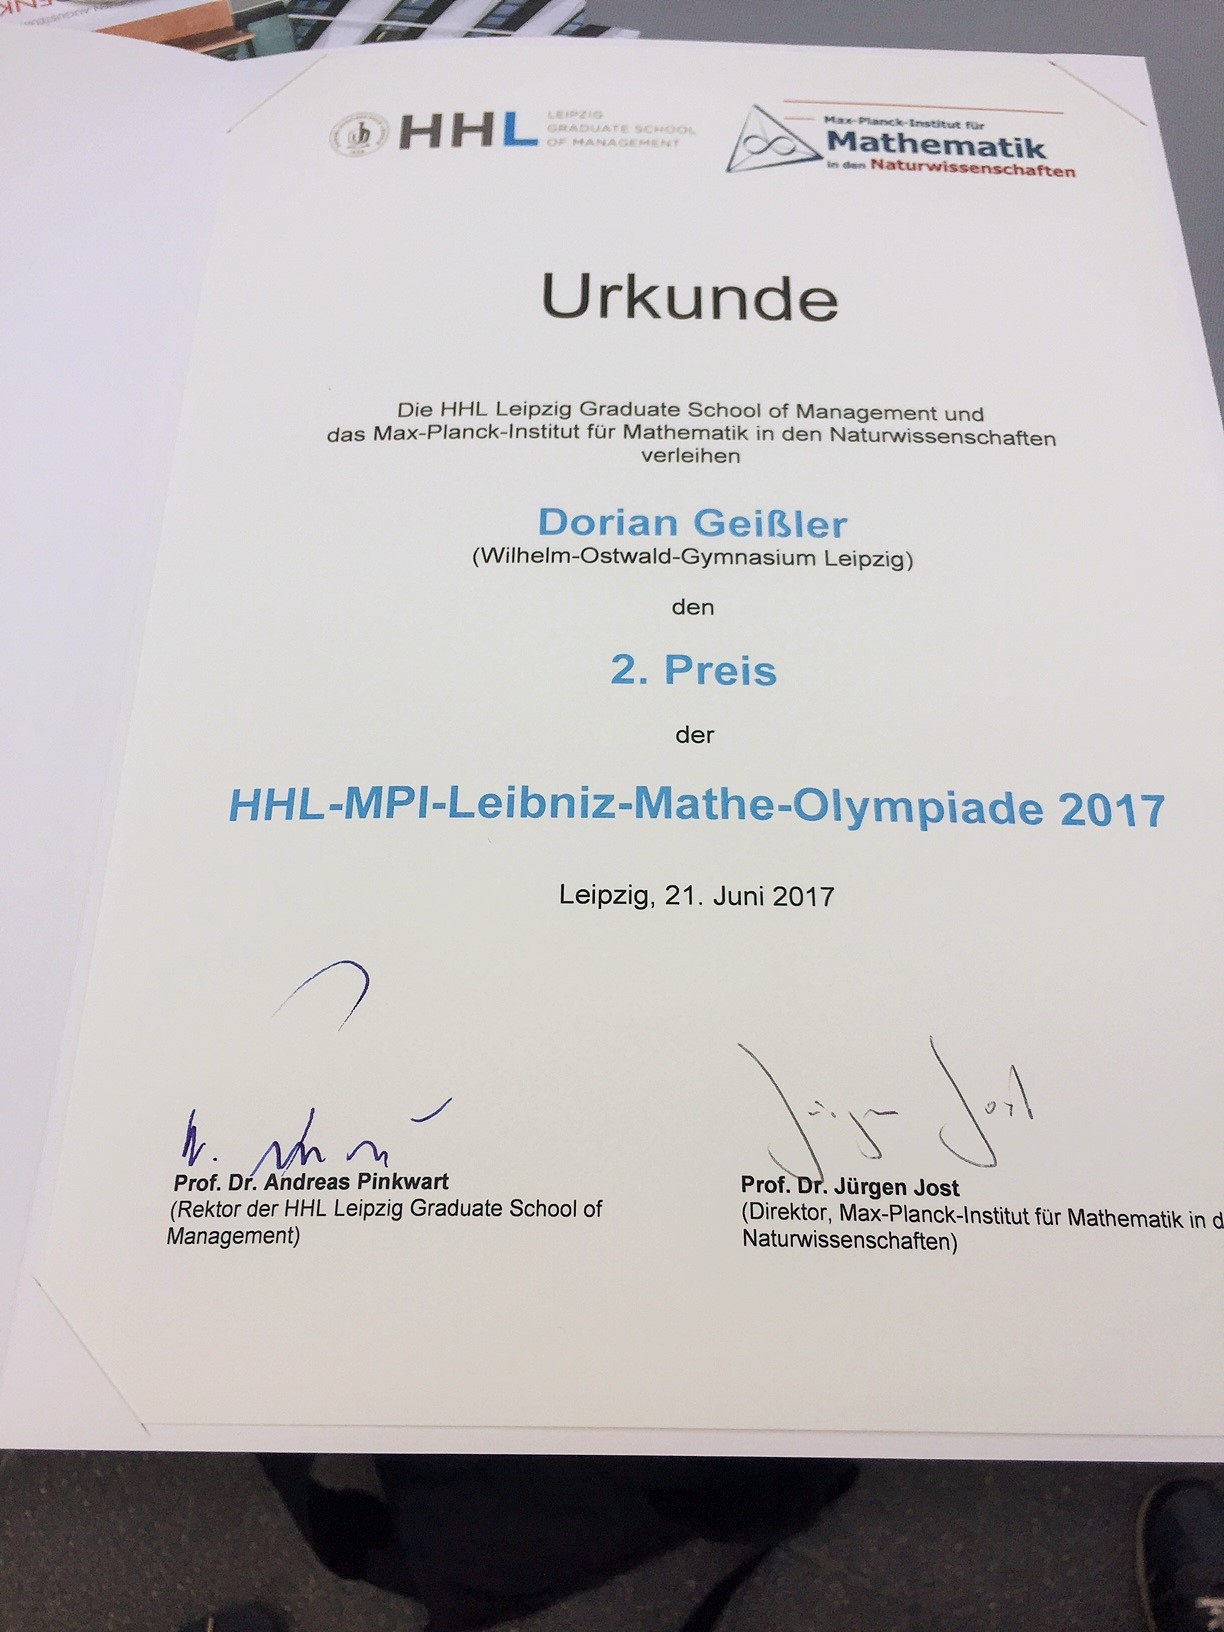 HHL
LEIPZIG
GRADUATE SCHOOL
OF MANAGEMENT
Max-Planck-Institut für
Mathematik
in den Naturwissenschaften
Urkunde
Die HHL Leipzig Graduate School of Management und
das Max-Planck-Institut für Mathematik in den Naturwissenschaften
verleihen
Dorian Geißler
(Wilhelm-Ostwald-Gymnasium Leipzig)
den
2. Preis
der
HHL-MPI-Leibniz-Mathe-Olympiade 2017
Leipzig, 21. Juni 2017
Jürgen Jost
Prof. Dr. Andreas Pinkwart
(Rektor der HHL Leipzig Graduate School of
Management)
Prof. Dr. Jürgen Jost
(Direktor, Max-Planck-Institut für Mathematik in d
Naturwissenschaften)